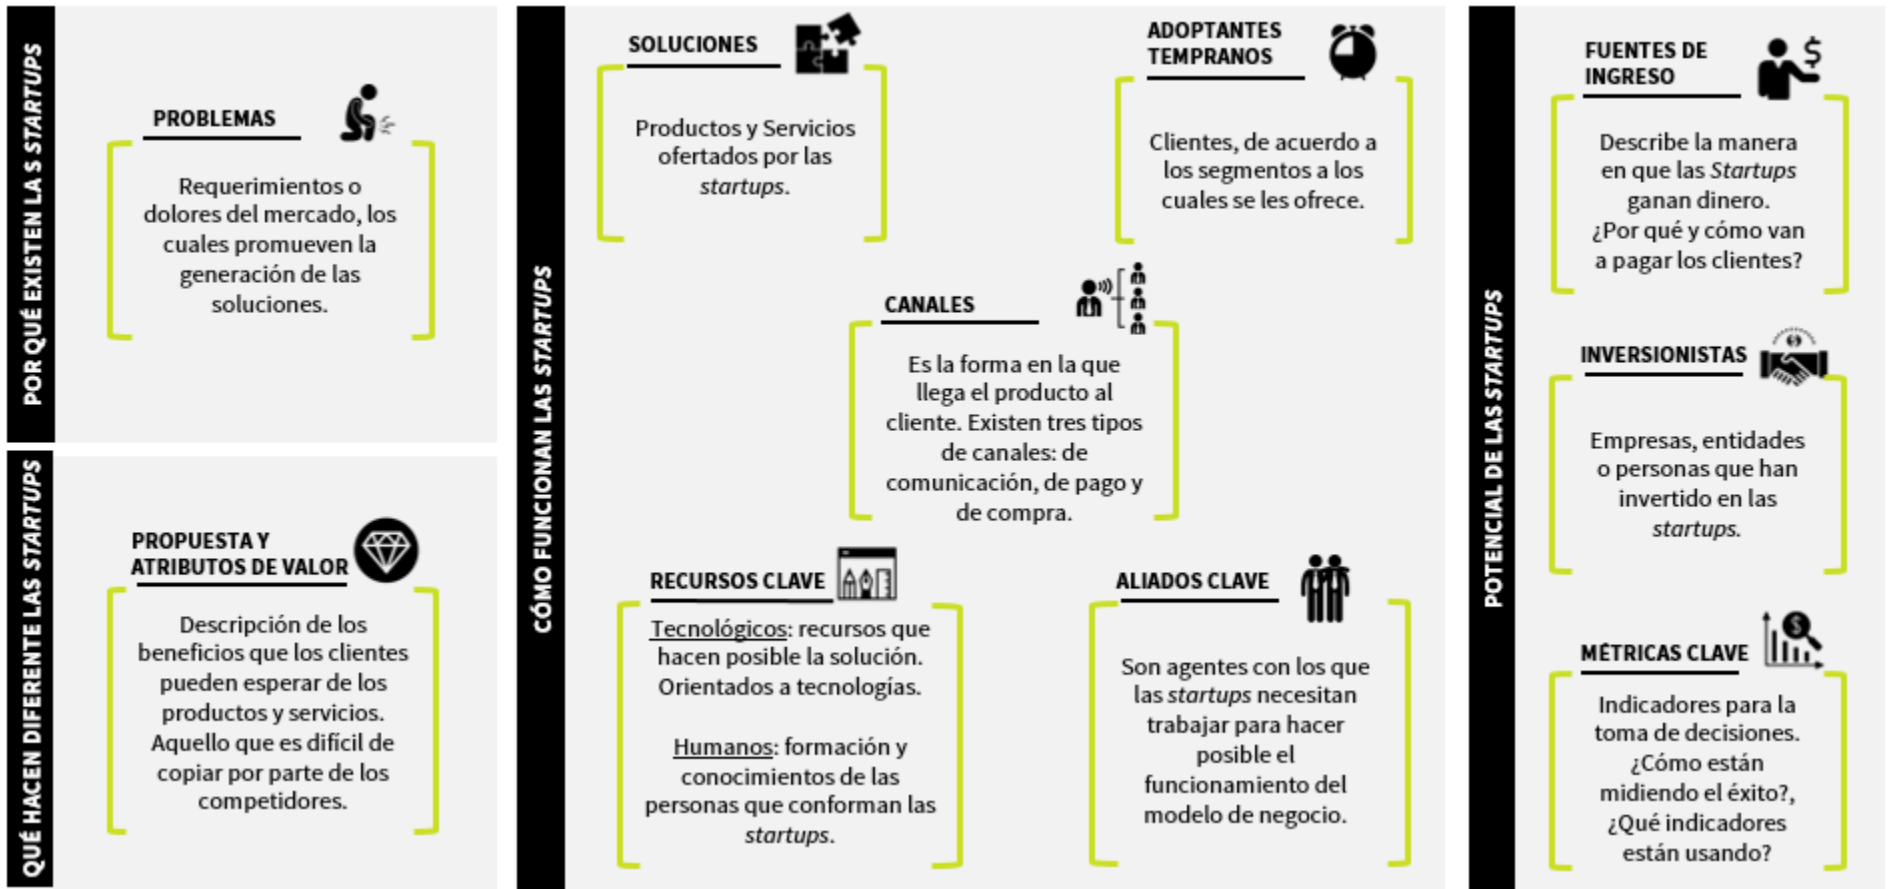 POR QUÉ EXISTEN LA S STARTUPS
PROBLEMAS
Requerimientos o
dolores del mercado, los
cuales promueven la
generación de las
soluciones.
QUÉ HACEN DIFERENTE LAS STARTUPS
PROPUESTA Y
ATRIBUTOS DE VALOR
Descripción de los
beneficios que los clientes
pueden esperar de los
productos y servicios.
Aquello que es difícil de
copiar por parte de los
competidores.
CÓMO FUNCIONAN LAS STARTUPS
SOLUCIONES
Productos y Servicios
ofertados por las
startups.
ADOPTANTES
TEMPRANOS
Clientes, de acuerdo a
los segmentos a los
cuales se les ofrece.
CANALES
Es la forma en la que
llega el producto al
cliente. Existen tres tipos
de canales: de
comunicación, de pago y
de compra.
RECURSOS CLAVE
Tecnológicos: recursos que
hacen posible la solución.
Orientados a tecnologías.
Humanos: formación y
conocimientos de las
personas que conforman las
startups.
ALIADOS CLAVE
Son agentes con los que
las startups necesitan
trabajar para hacer
posible el
funcionamiento del
modelo de negocio.
POTENCIAL DE LAS STARTUPS
FUENTES DE
INGRESO
$
Describe la manera
en que las Startups
ganan dinero.
¿Por qué y cómo van
a pagar los clientes?
INVERSIONISTAS
Empresas, entidades
o personas que han
invertido en las
startups.
MÉTRICAS CLAVE
$
Indicadores para la
toma de decisiones.
¿Cómo están
midiendo el éxito?,
¿Qué indicadores
están usando?